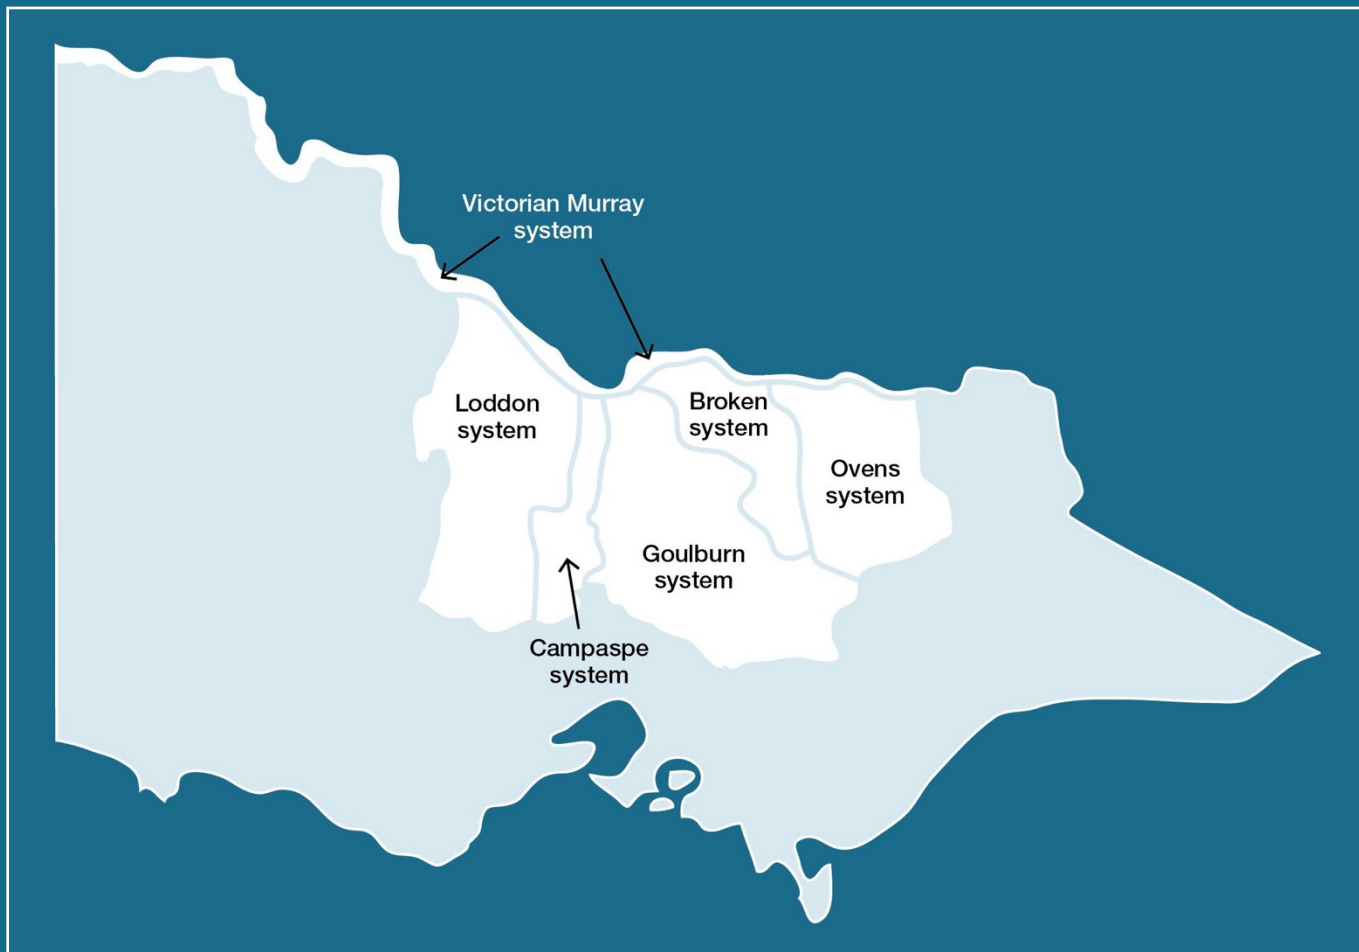 Victorian Murray
system
Loddon
system
Broken
system
Ovens
system
Goulburn
system
Campaspe
system